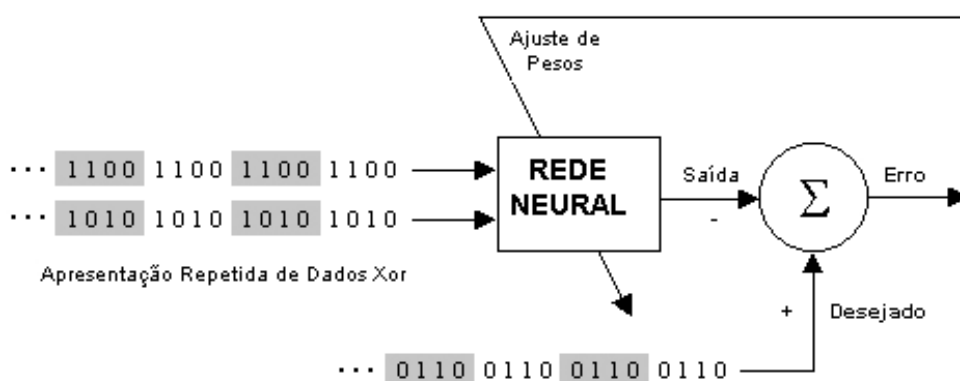 Ajuste de
Pesos
... 1100 1100 1100 1100
REDE
NEURAL
Saída
-
Σ
Erro
... 1010 1010 1010 1010
Apresentação Repetida de Dados Xor
+
Desejado
... 0110 0110 0110 0110